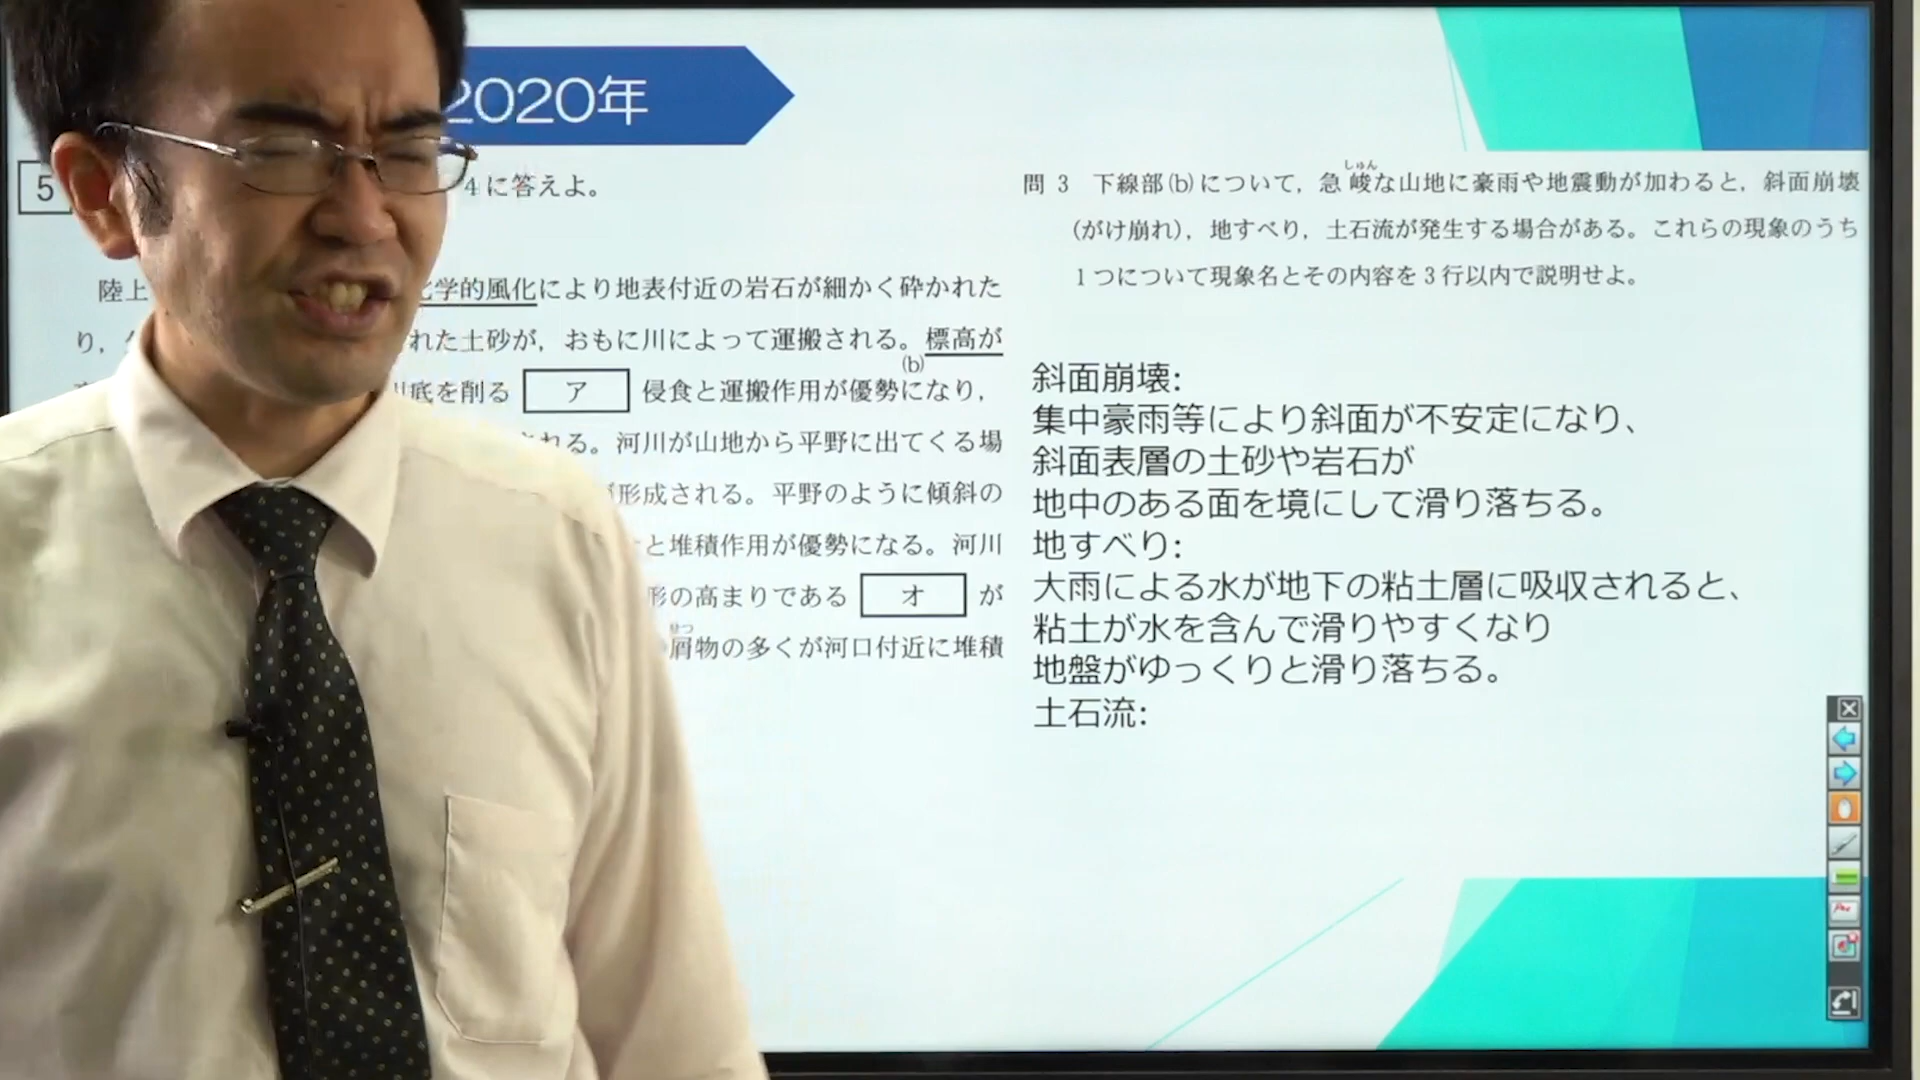 2020年
5
4に答えよ。
陸上
化学的風化により地表付近の岩石が細かく砕かれた
り，
れた土砂が，おもに川によって運搬される。標高が
(b)
川底を削る ア 侵食と運搬作用が優勢になり，
される。河川が山地から平野に出てくる場
が形成される。平野のように傾斜の
と堆積作用が優勢になる。河川
形の高まりである オ が
せつ
屑物の多くが河口付近に堆積
しゅん
問 3 下線部(b)について，急峻な山地に豪雨や地震動が加わると，斜面崩壊
(がけ崩れ)，地すべり，土石流が発生する場合がある。これらの現象のうち
1つについて現象名とその内容を3行以内で説明せよ。
斜面崩壊:
集中豪雨等により斜面が不安定になり、
斜面表層の土砂や岩石が
地中のある面を境にして滑り落ちる。
地すべり:
大雨による水が地下の粘土層に吸収されると、
粘土が水を含んで滑りやすくなり
地盤がゆっくりと滑り落ちる。
土石流: